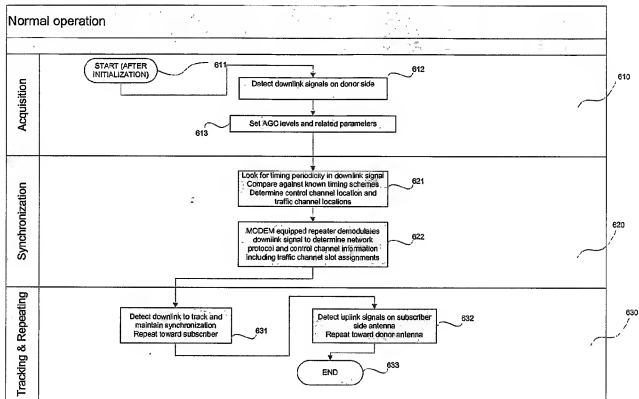 Normal operation
Acquisition
START (AFTER
INITIALIZATION)
611
Detect downlink signals on donor side
612
610
Set AGC levels and related parameters
613
Synchronization
Look for timing periodicity in downlink signal
Compare against known timing schemes
Determine control channel location and
traffic channel locations
621
MODEM equipped repeater demodulates
downlink signal to determine network
protocol and control channel information
including traffic channel slot assignments
622
620
Tracking & Repeating
Detect downlink to track and
maintain synchronization
Repeat toward subscriber
631
Detect uplink signals on subscriber
side antenna
Repeat toward donor antenna
632
630
END
633